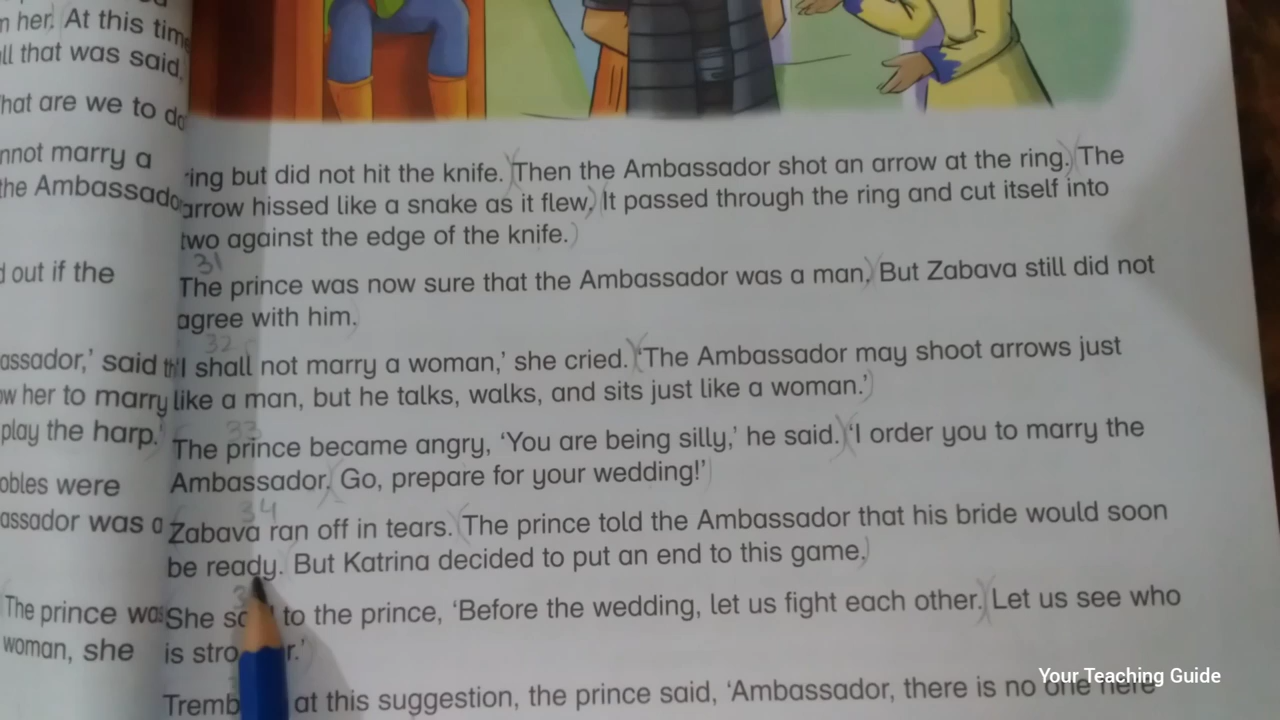 her. At this time
all that was said.
What are we to do
the Ambassador
out if the
assador,' said
her to marry
play the harp.'
obles were
assador was a
The prince was
woman, she
ring but did not hit the knife. Then the Ambassador shot an arrow at the ring. The
arrow hissed like a snake as it flew. It passed through the ring and cut itself into
two against the edge of the knife.
31
The prince was now sure that the Ambassador was a man. But Zabava still did not
agree with him.
32
'I shall not marry a woman,' she cried. 'The Ambassador may shoot arrows just
like a man, but he talks, walks, and sits just like a woman.'
33
The prince became angry, 'You are being silly,' he said. 'I order you to marry the
Ambassador. Go, prepare for your wedding!'
34
Zabava ran off in tears. The prince told the Ambassador that his bride would soon
be ready. But Katrina decided to put an end to this game.
She to the prince, 'Before the wedding, let us fight each other. Let us see who
is
at this suggestion, the prince said, 'Ambassador, there is no one here
Your Teaching Guide